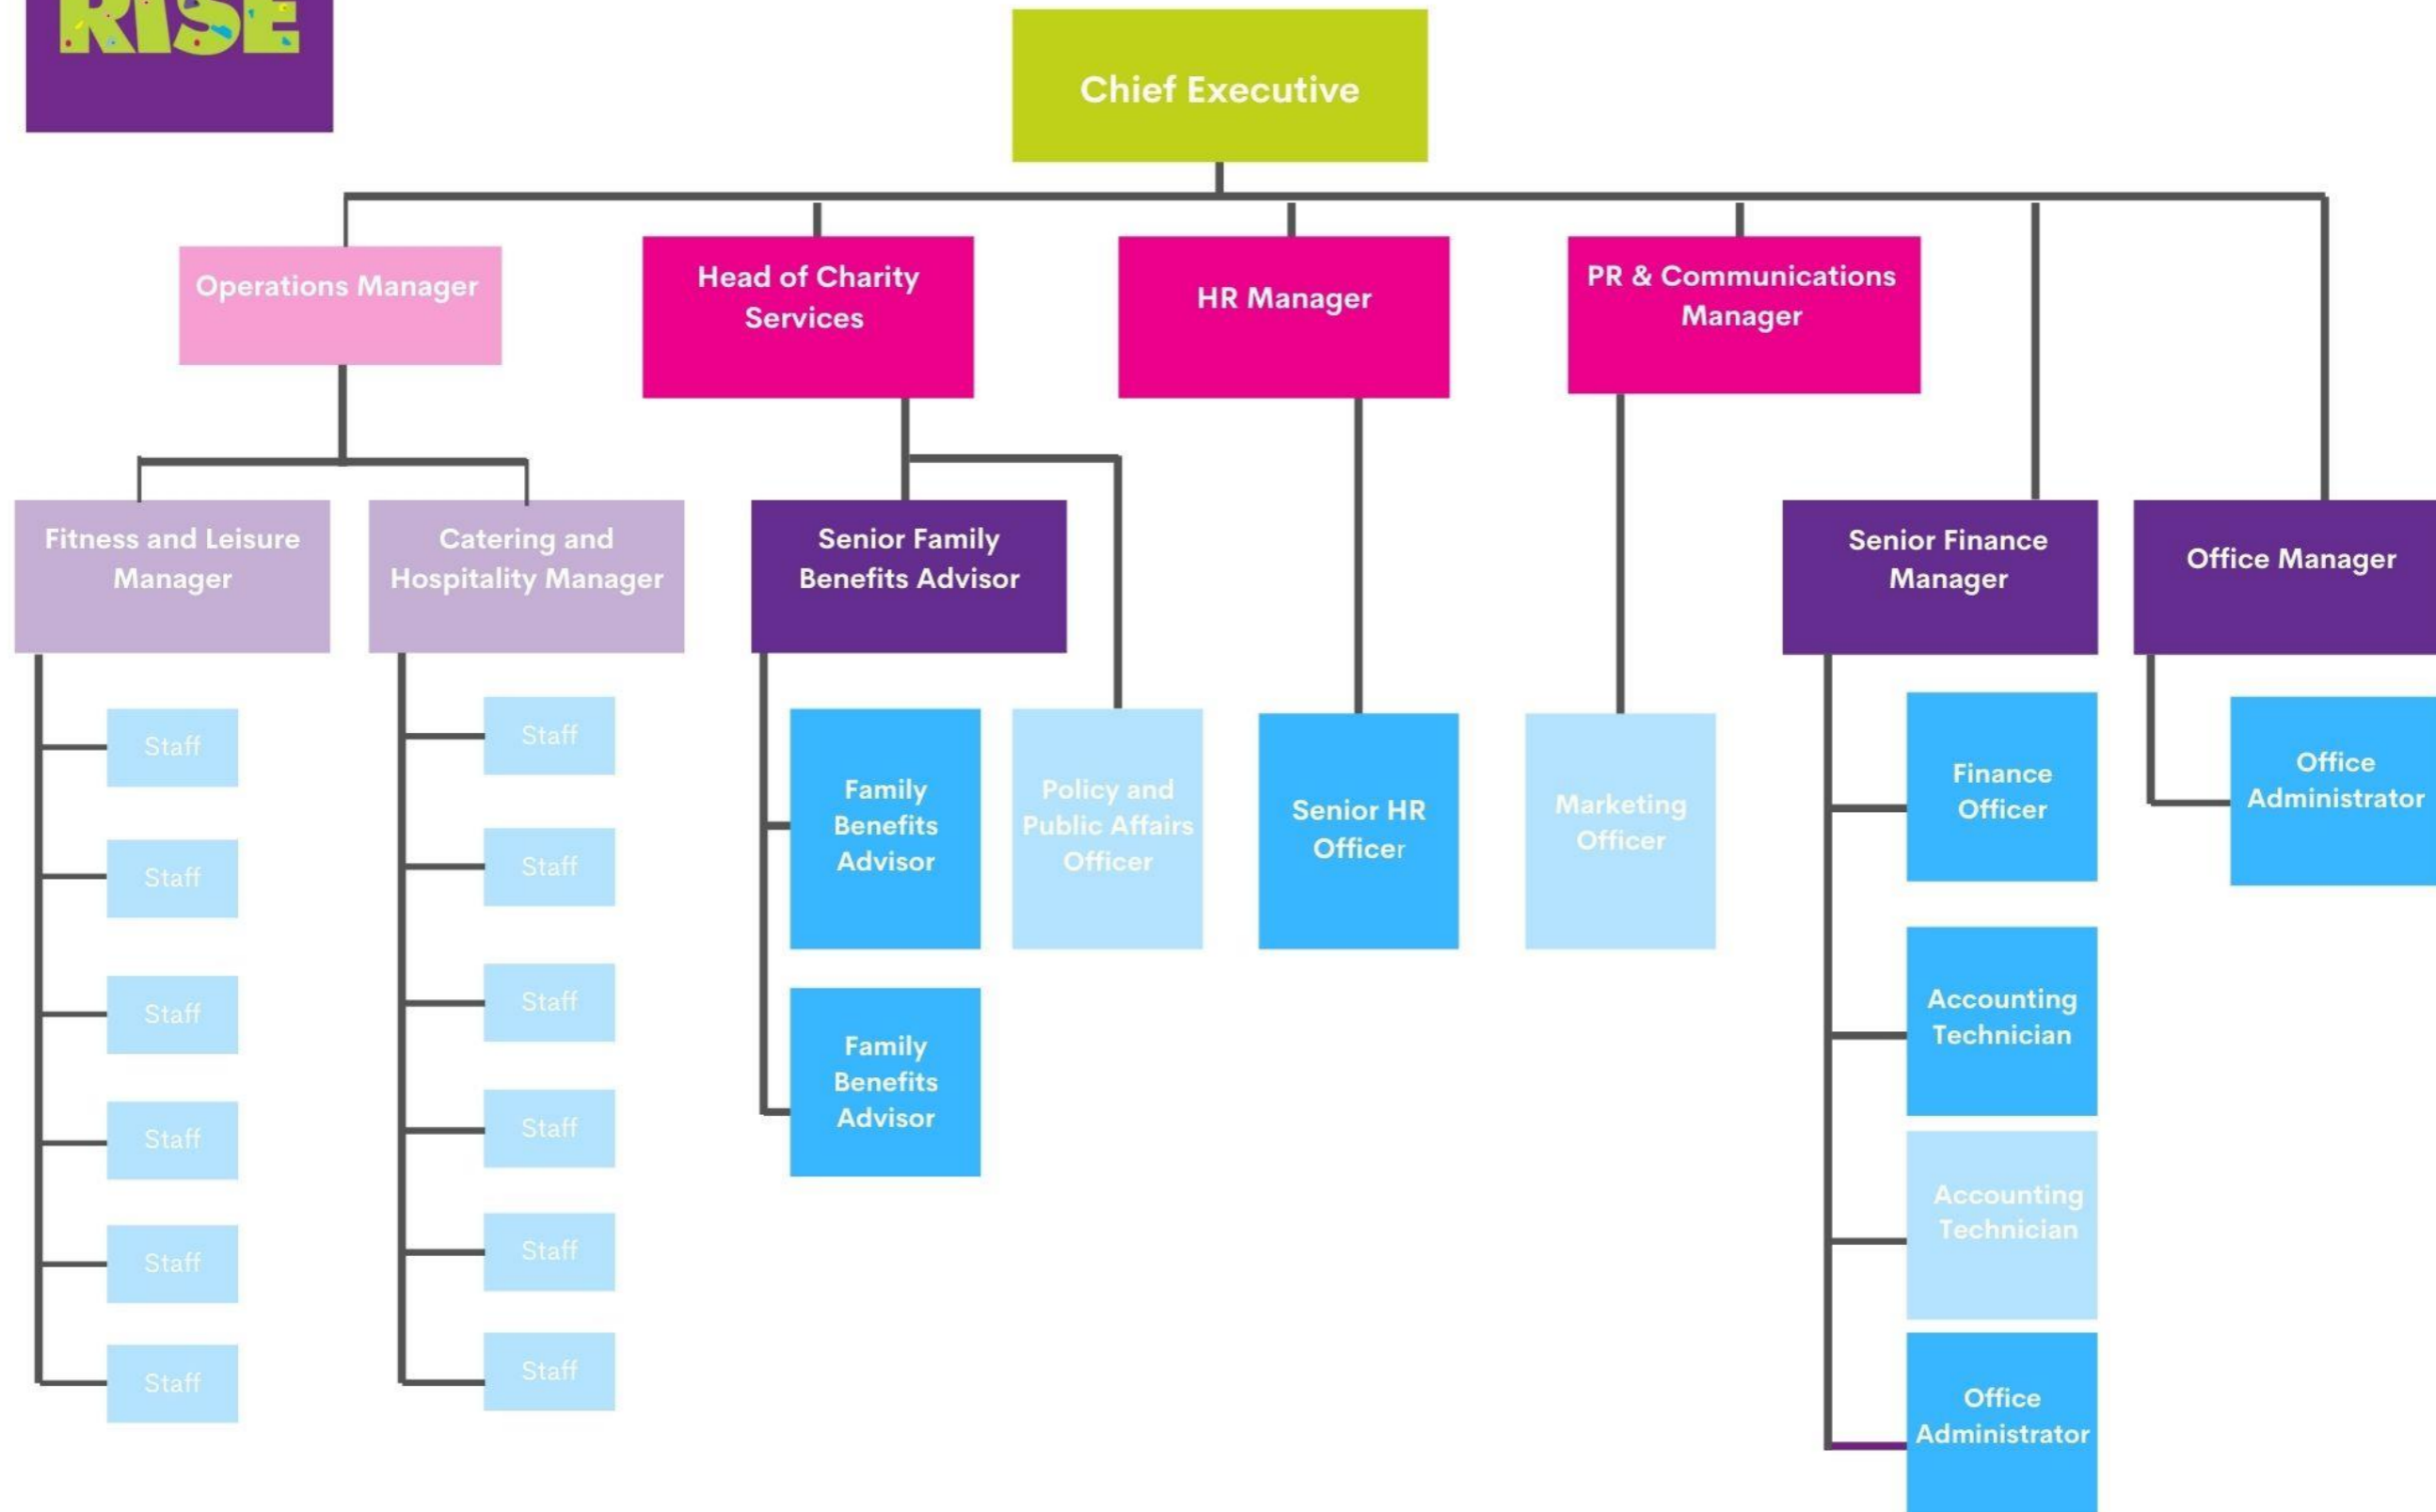 RISE
Chief Executive
Operations Manager
Head of Charity
Services
HR Manager
PR & Communications
Manager
Fitness and Leisure
Manager
Catering and
Hospitality Manager
Senior Family
Benefits Advisor
Senior Finance
Manager
Office Manager
Staff
Staff
Staff
Staff
Staff
Staff
Staff
Staff
Staff
Staff
Staff
Staff
Family
Benefits
Advisor
Family
Benefits
Advisor
Policy and
Public Affairs
Officer
Senior HR
Officer
Marketing
Officer
Finance
Officer
Accounting
Technician
Accounting
Technician
Office
Administrator
Office
Administrator